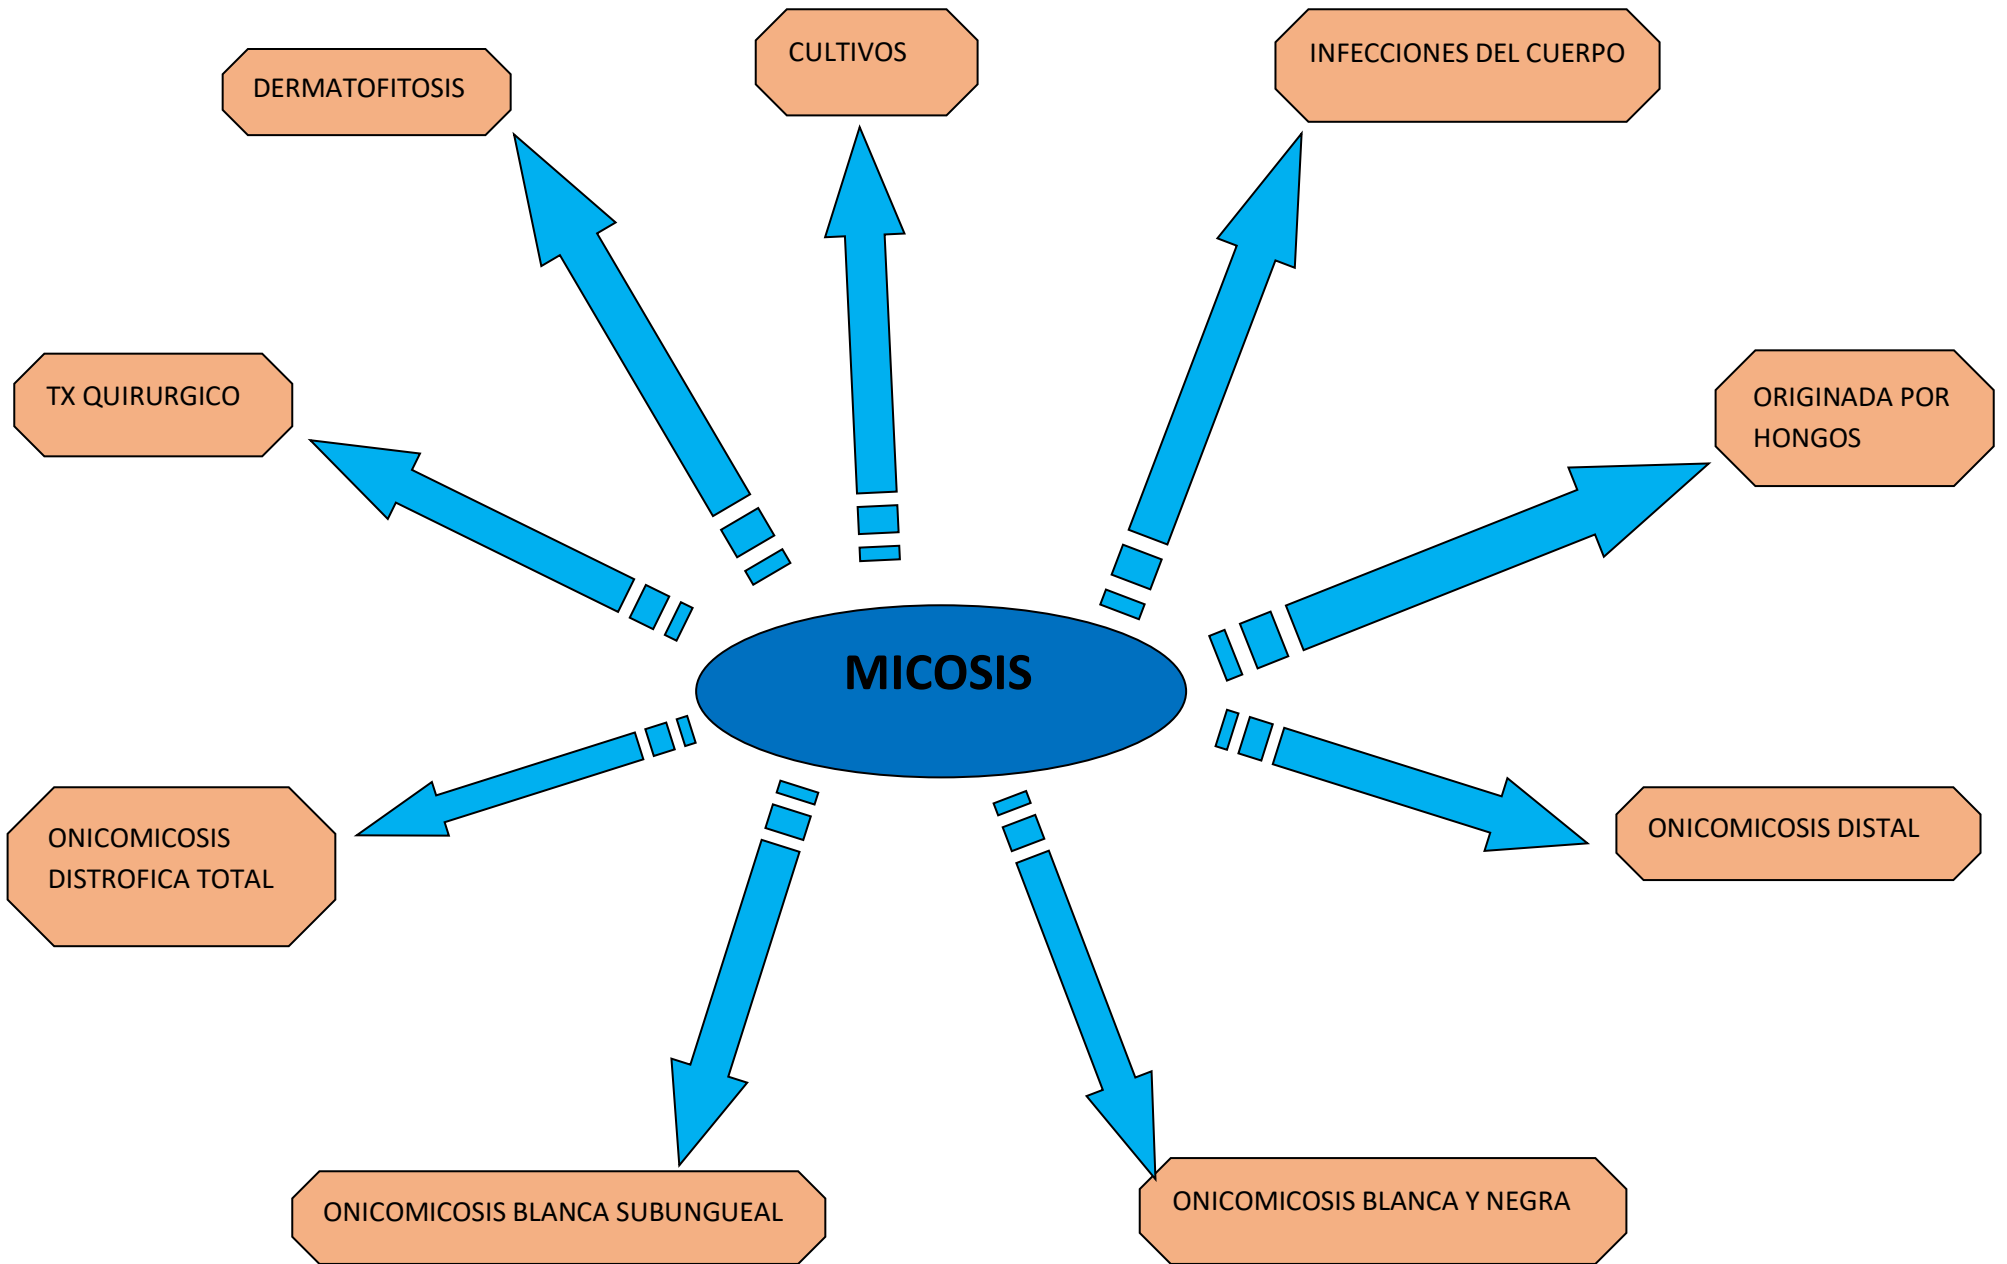 CULTIVOS
INFECCIONES DEL CUERPO
DERMATOFITOSIS
TX QUIRURGICO
ORIGINADA POR
HONGOS
MICOSIS
ONICOMICOSIS
DISTROFICA TOTAL
ONICOMICOSIS DISTAL
ONICOMICOSIS BLANCA SUBUNGUEAL
ONICOMICOSIS BLANCA Y NEGRA